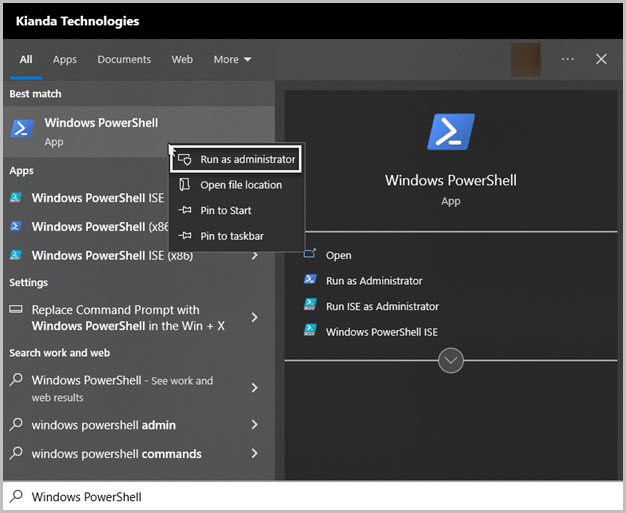 Kianda Technologies
All Apps Documents Web More
Best match
Windows PowerShell
App
Run as administrator
Open file location
Pin to Start
Pin to taskbar
Apps
Windows PowerShell ISE
Windows PowerShell (x86)
Windows PowerShell ISE (x86)
Settings
Replace Command Prompt with
Windows PowerShell in the Win + X
Search work and web
Windows PowerShell - See work and
web results
windows powershell admin
windows powershell commands
Windows PowerShell
App
Open
Run as Administrator
Run ISE as Administrator
Windows PowerShell ISE
Windows PowerShell